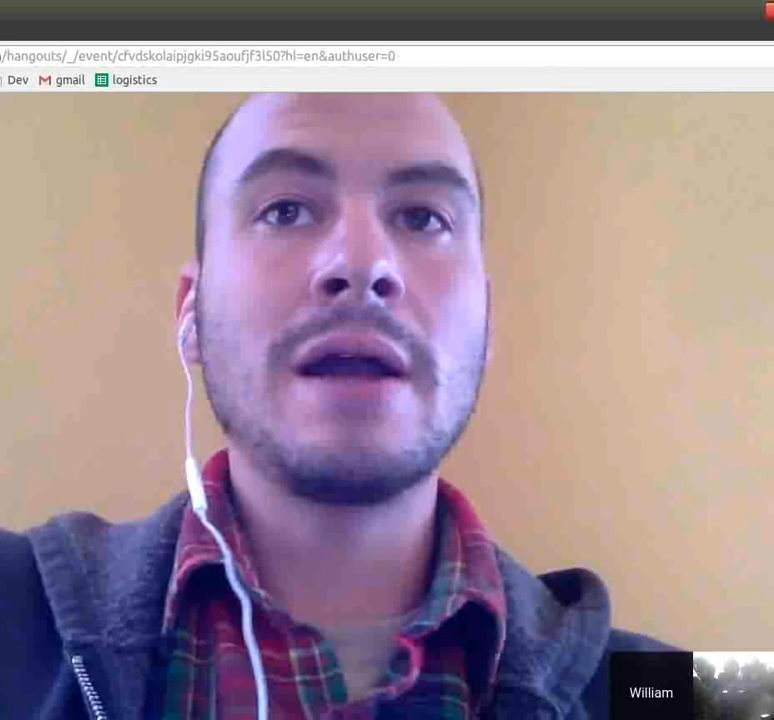 /hangouts/_/event/cfvdskolaipjgki95aoufjf3l50?hl=en&authuser=0
Dev gmail logistics
William